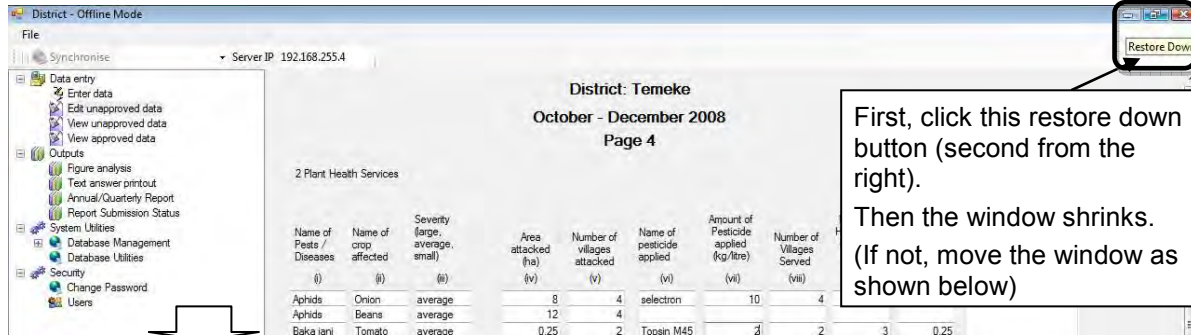 District - Offline Mode
File
Synchronise
Server IP 192.168.255.4
Restore Dow
Data entry
Enter data
Edit unapproved data
View unapproved data
View approved data
Outputs
Figure analysis
Text answer printout
Annual/Quarterly Report
Report Submission Status
System Utilities
Database Management
Database Utilities
Security
Change Password
Users
District: Temeke
October - December 2008
Page 4
2 Plant Health Services
Name of Pests / Diseases
Name of crop affected
Severity (large, average, small)
Area attacked (ha)
Number of villages attacked
Name of pesticide applied
Amount of Pesticide applied (kg/litre)
Number of Villages Served
(i) (ii) (iii) (iv) (v) (vi) (vii) (viii)
Aphids Onion average 8 4 selectron 10 4
Aphids Beans average 12 4
Baka jani Tomato average 0.25 2 Topsin M45 2 2 3 0.25
First, click this restore down
button (second from the
right).
Then the window shrinks.
(If not, move the window as
shown below)